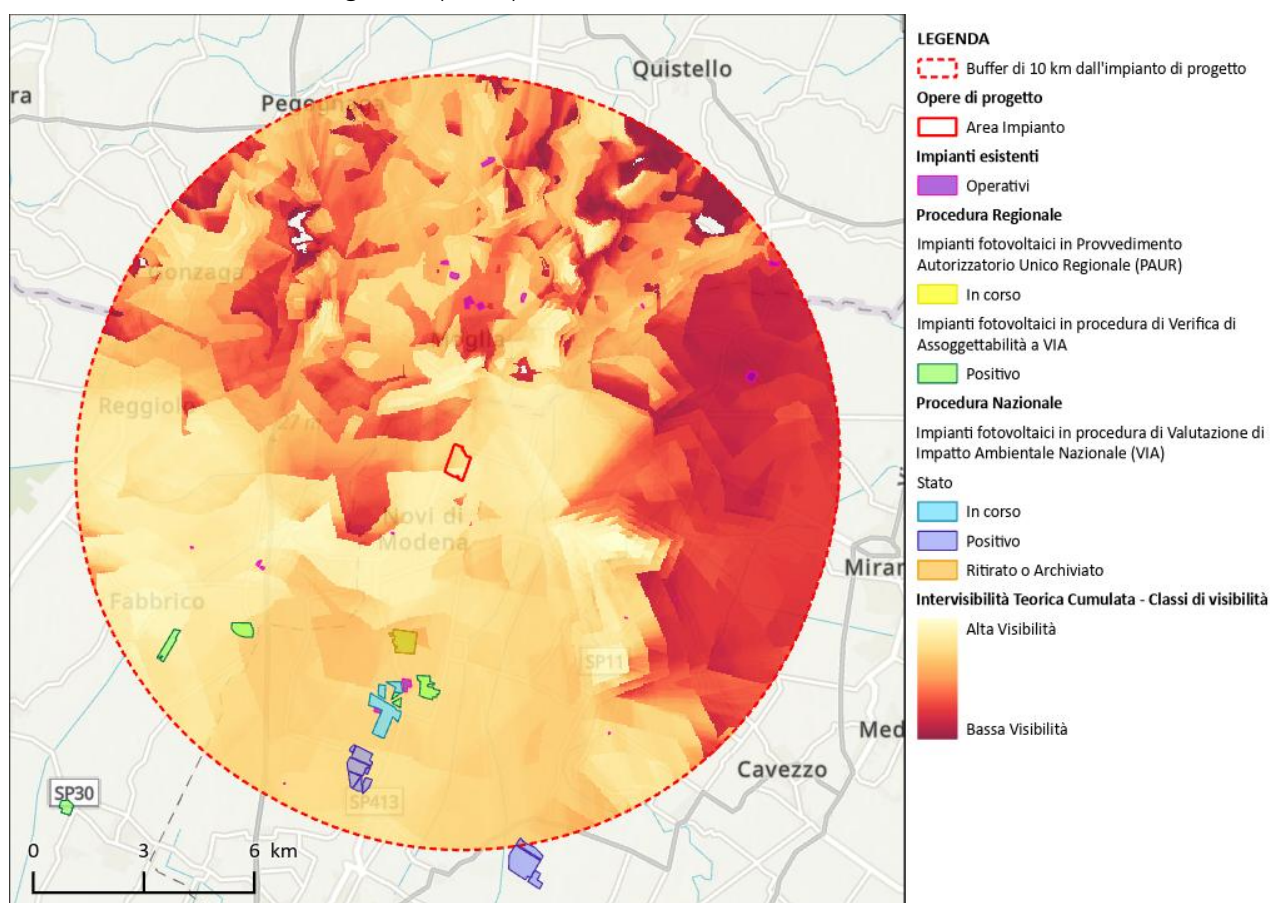 Quistello
ra
Pegognaga
Gonzaga
Moglia
Reggiolo
27 m
Novi di
Modena
Miran
Fabbrico
SP11
Med
Cavezzo
SP30
SP413
0 3 6 km
LEGENDA
Buffer di 10 km dall'impianto di progetto
Opere di progetto
Area Impianto
Impianti esistenti
Operativi
Procedura Regionale
Impianti fotovoltaici in Provvedimento
Autorizzatorio Unico Regionale (PAUR)
In corso
Impianti fotovoltaici in procedura di Verifica di
Assoggettabilità a VIA
Positivo
Procedura Nazionale
Impianti fotovoltaici in procedura di Valutazione di
Impatto Ambientale Nazionale (VIA)
Stato
In corso
Positivo
Ritirato o Archiviato
Intervisibilità Teorica Cumulata - Classi di visibilità
Alta Visibilità
Bassa Visibilità